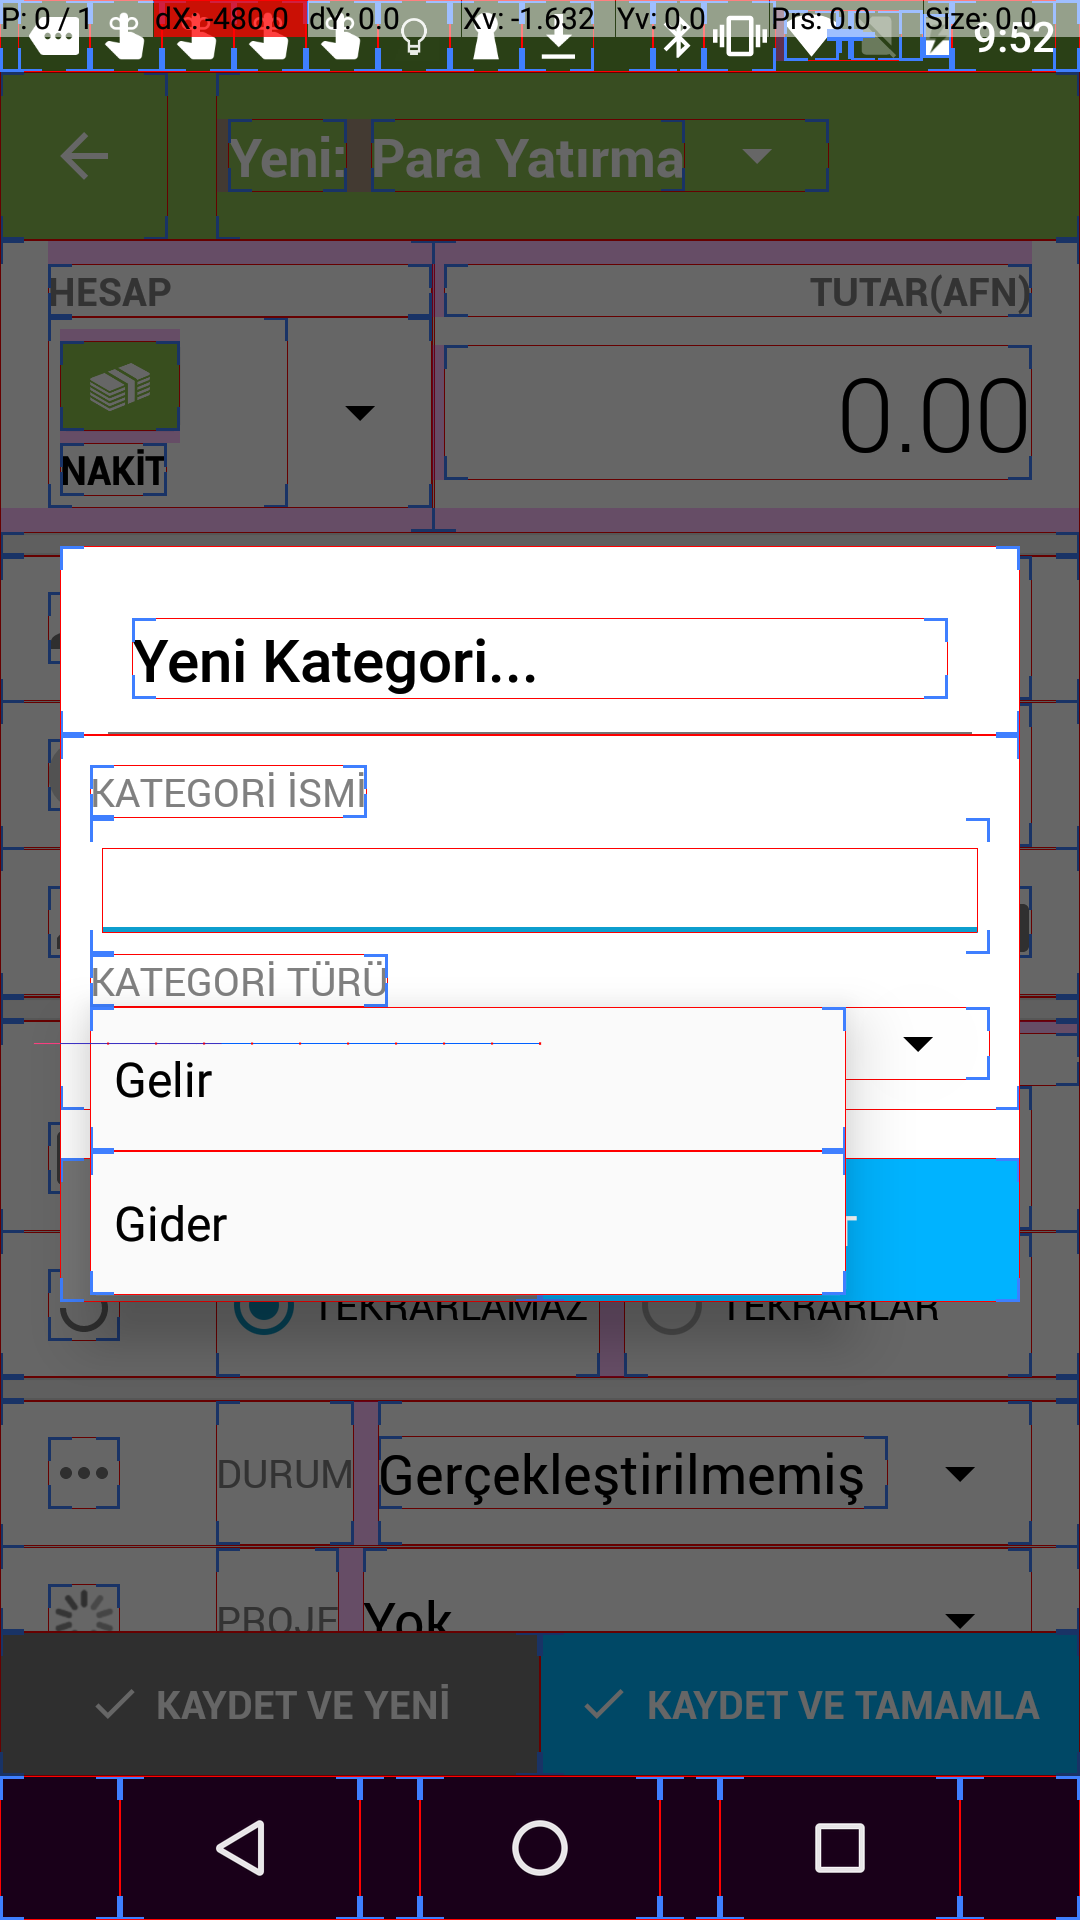 P: 0 / 1 dX: -480.0 dY: 0.0 Xv: -1.632 Yv: 0.0 Prs: 0.0 Size: 0.0
9:52
Yeni: Para Yatırma
HESAP TUTAR(AFN)
0.00
NAKİT
Yeni Kategori...
KATEGORİ İSMİ
KATEGORİ TÜRÜ
Gelir
Gider
TEKRARLAMAZ TEKRARLAR
DURUM Gerçekleştirilmemiş
PROJE Yok
KAYDET VE YENİ KAYDET VE TAMAMLA